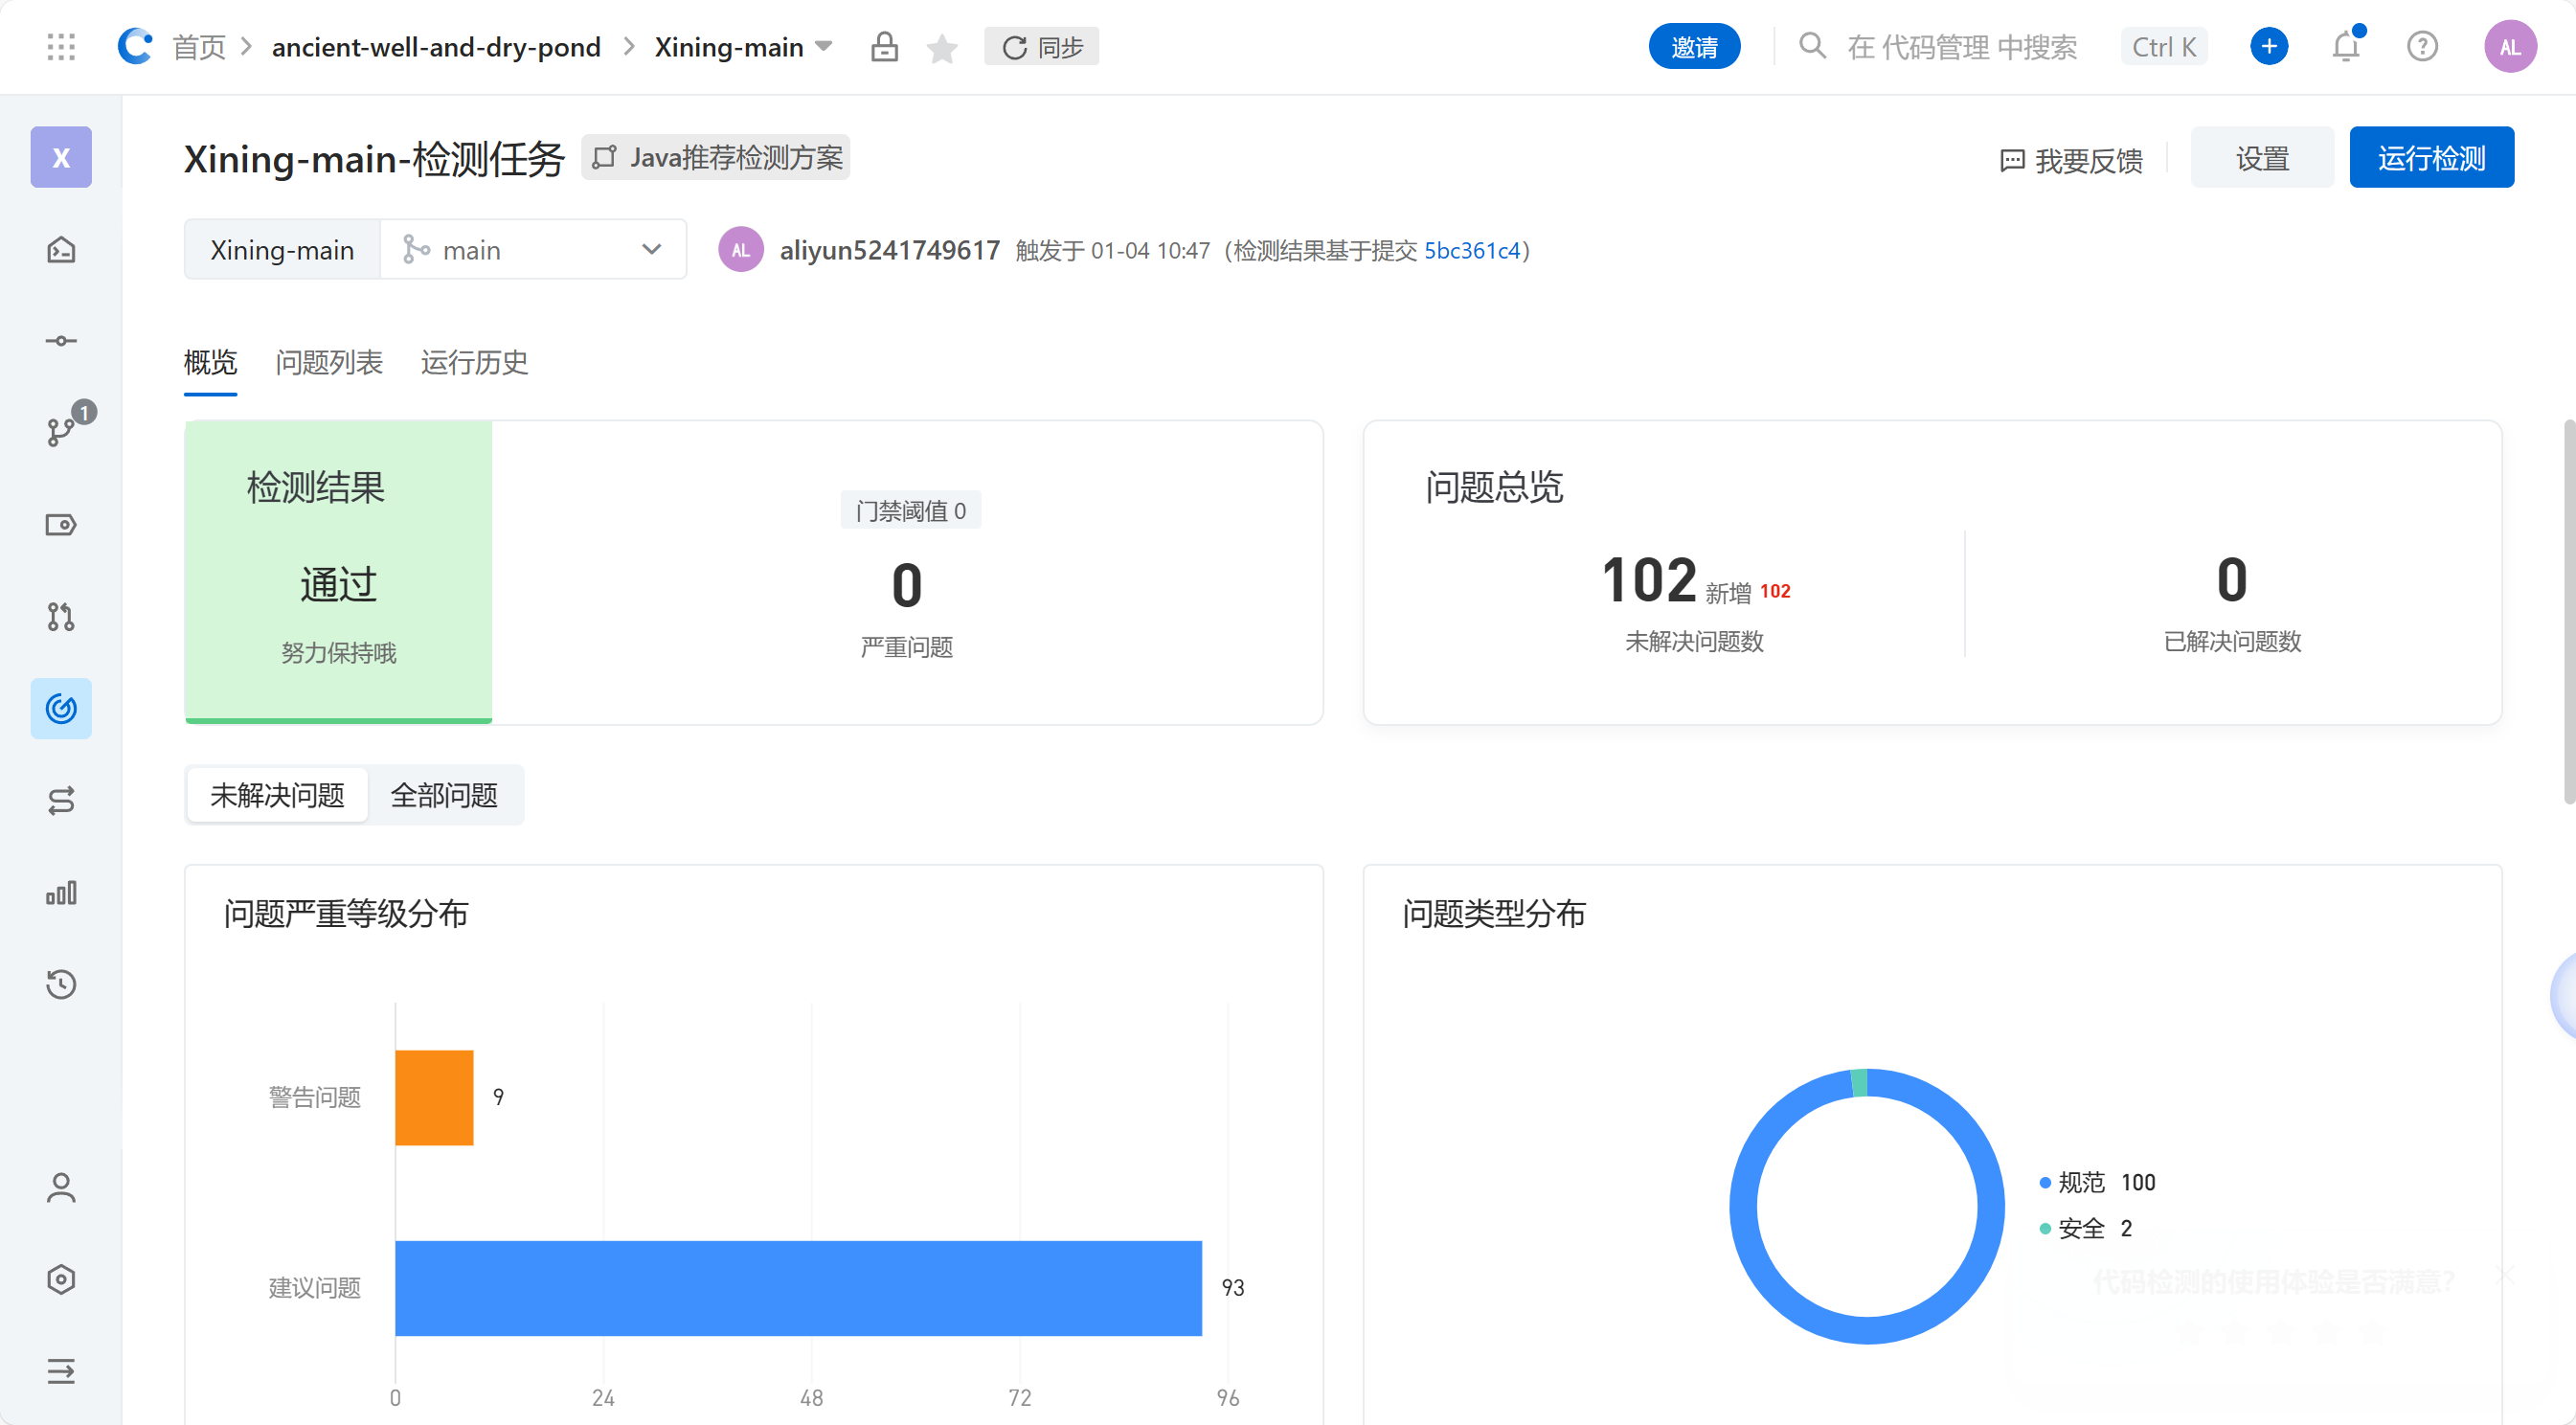 首页 > ancient-well-and-dry-pond > Xining-main 同步 邀请 在 代码管理 中搜索 Ctrl K AL
X
Xining-main-检测任务 Java推荐检测方案 我要反馈 设置 运行检测
Xining-main main AL aliyun5241749617 触发于 01-04 10:47 (检测结果基于提交 5bc361c4)
概览 问题列表 运行历史
1
检测结果
通过
努力保持哦
门禁阈值 0
0
严重问题
问题总览
102 新增 102
未解决问题数
0
已解决问题数
未解决问题 全部问题
问题严重等级分布
警告问题 9
建议问题 93
0 24 48 72 96
问题类型分布
规范 100
安全 2
代码检测的使用体验是否满意?